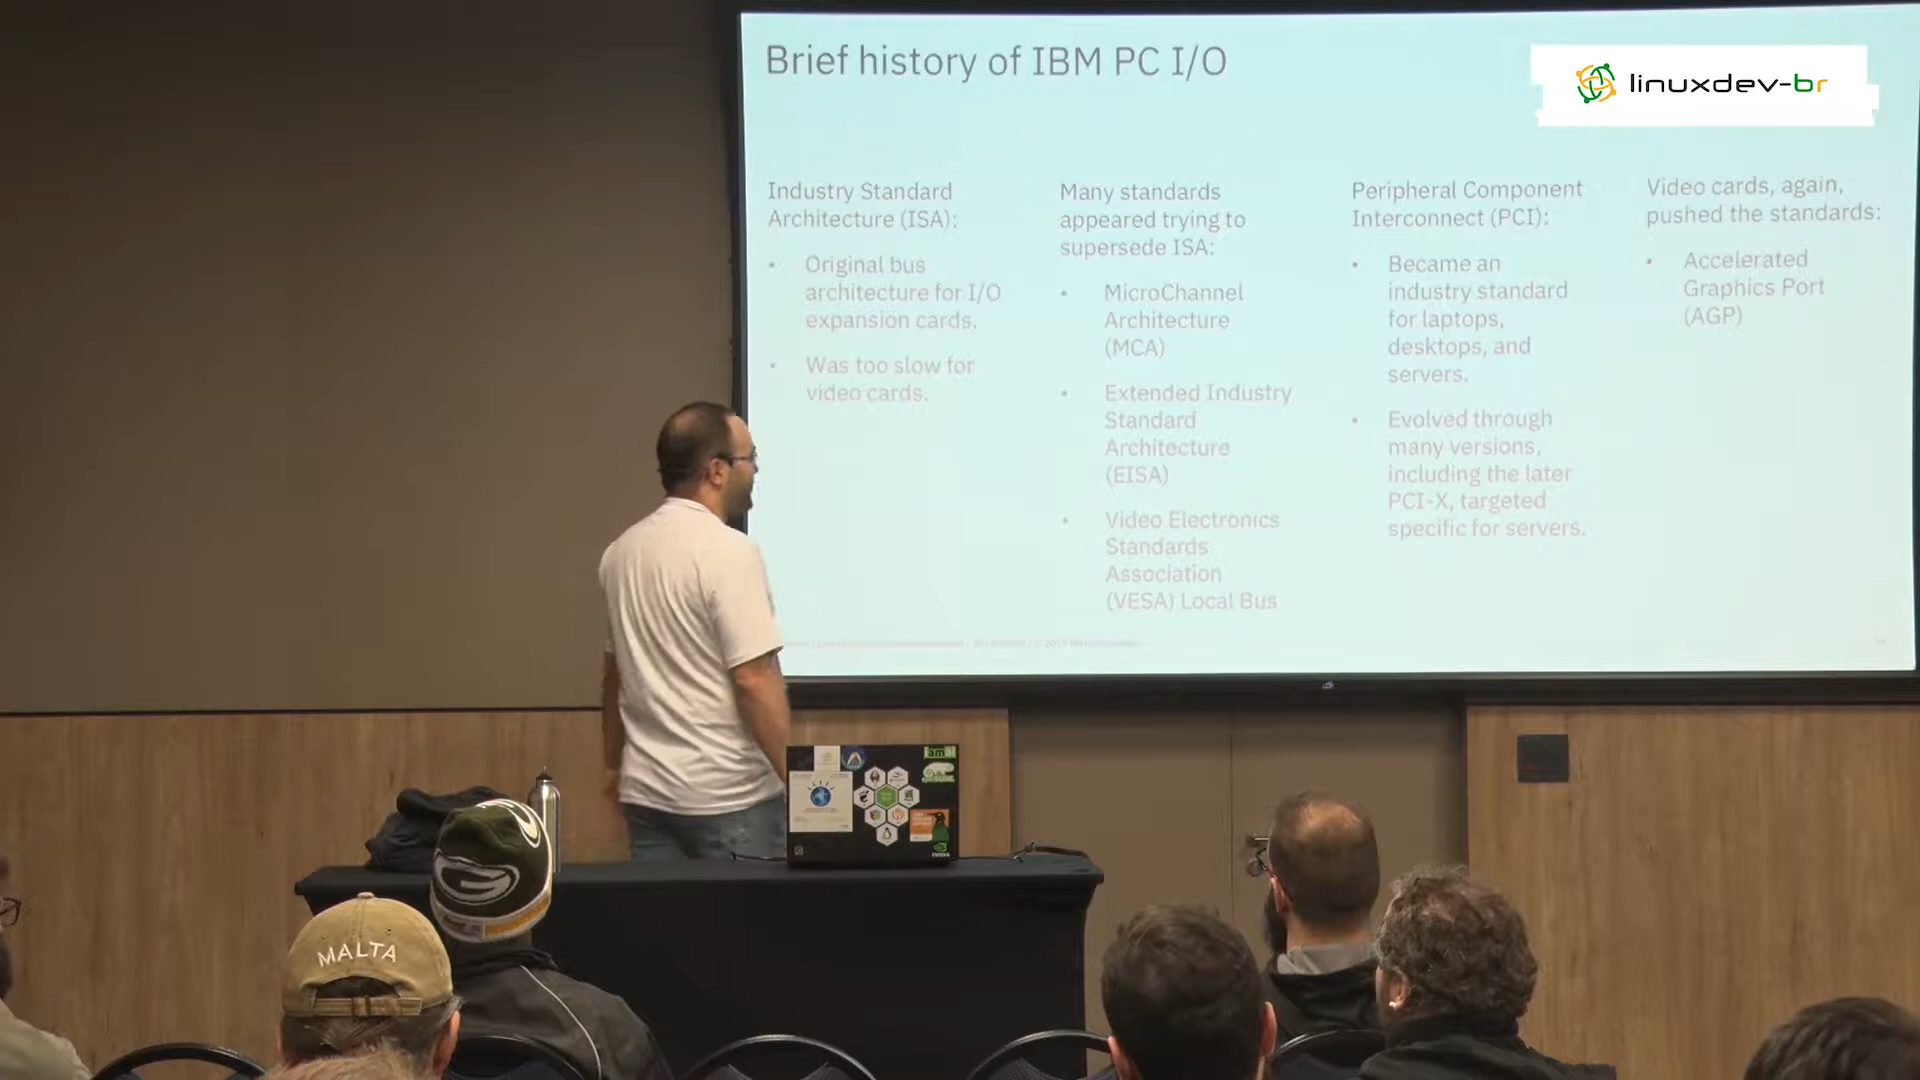 Brief history of IBM PC I/O
linuxdev-br
Industry Standard
Architecture (ISA):
• Original bus
architecture for I/O
expansion cards.
• Was too slow for
video cards.
Many standards
appeared trying to
supersede ISA:
• MicroChannel
Architecture
(MCA)
• Extended Industry
Standard
Architecture
(EISA)
• Video Electronics
Standards
Association
(VESA) Local Bus
Peripheral Component
Interconnect (PCI):
• Became an
industry standard
for laptops,
desktops, and
servers.
• Evolved through
many versions,
including the later
PCI-X, targeted
specific for servers.
Video cards, again,
pushed the standards:
• Accelerated
Graphics Port
(AGP)
MALTA